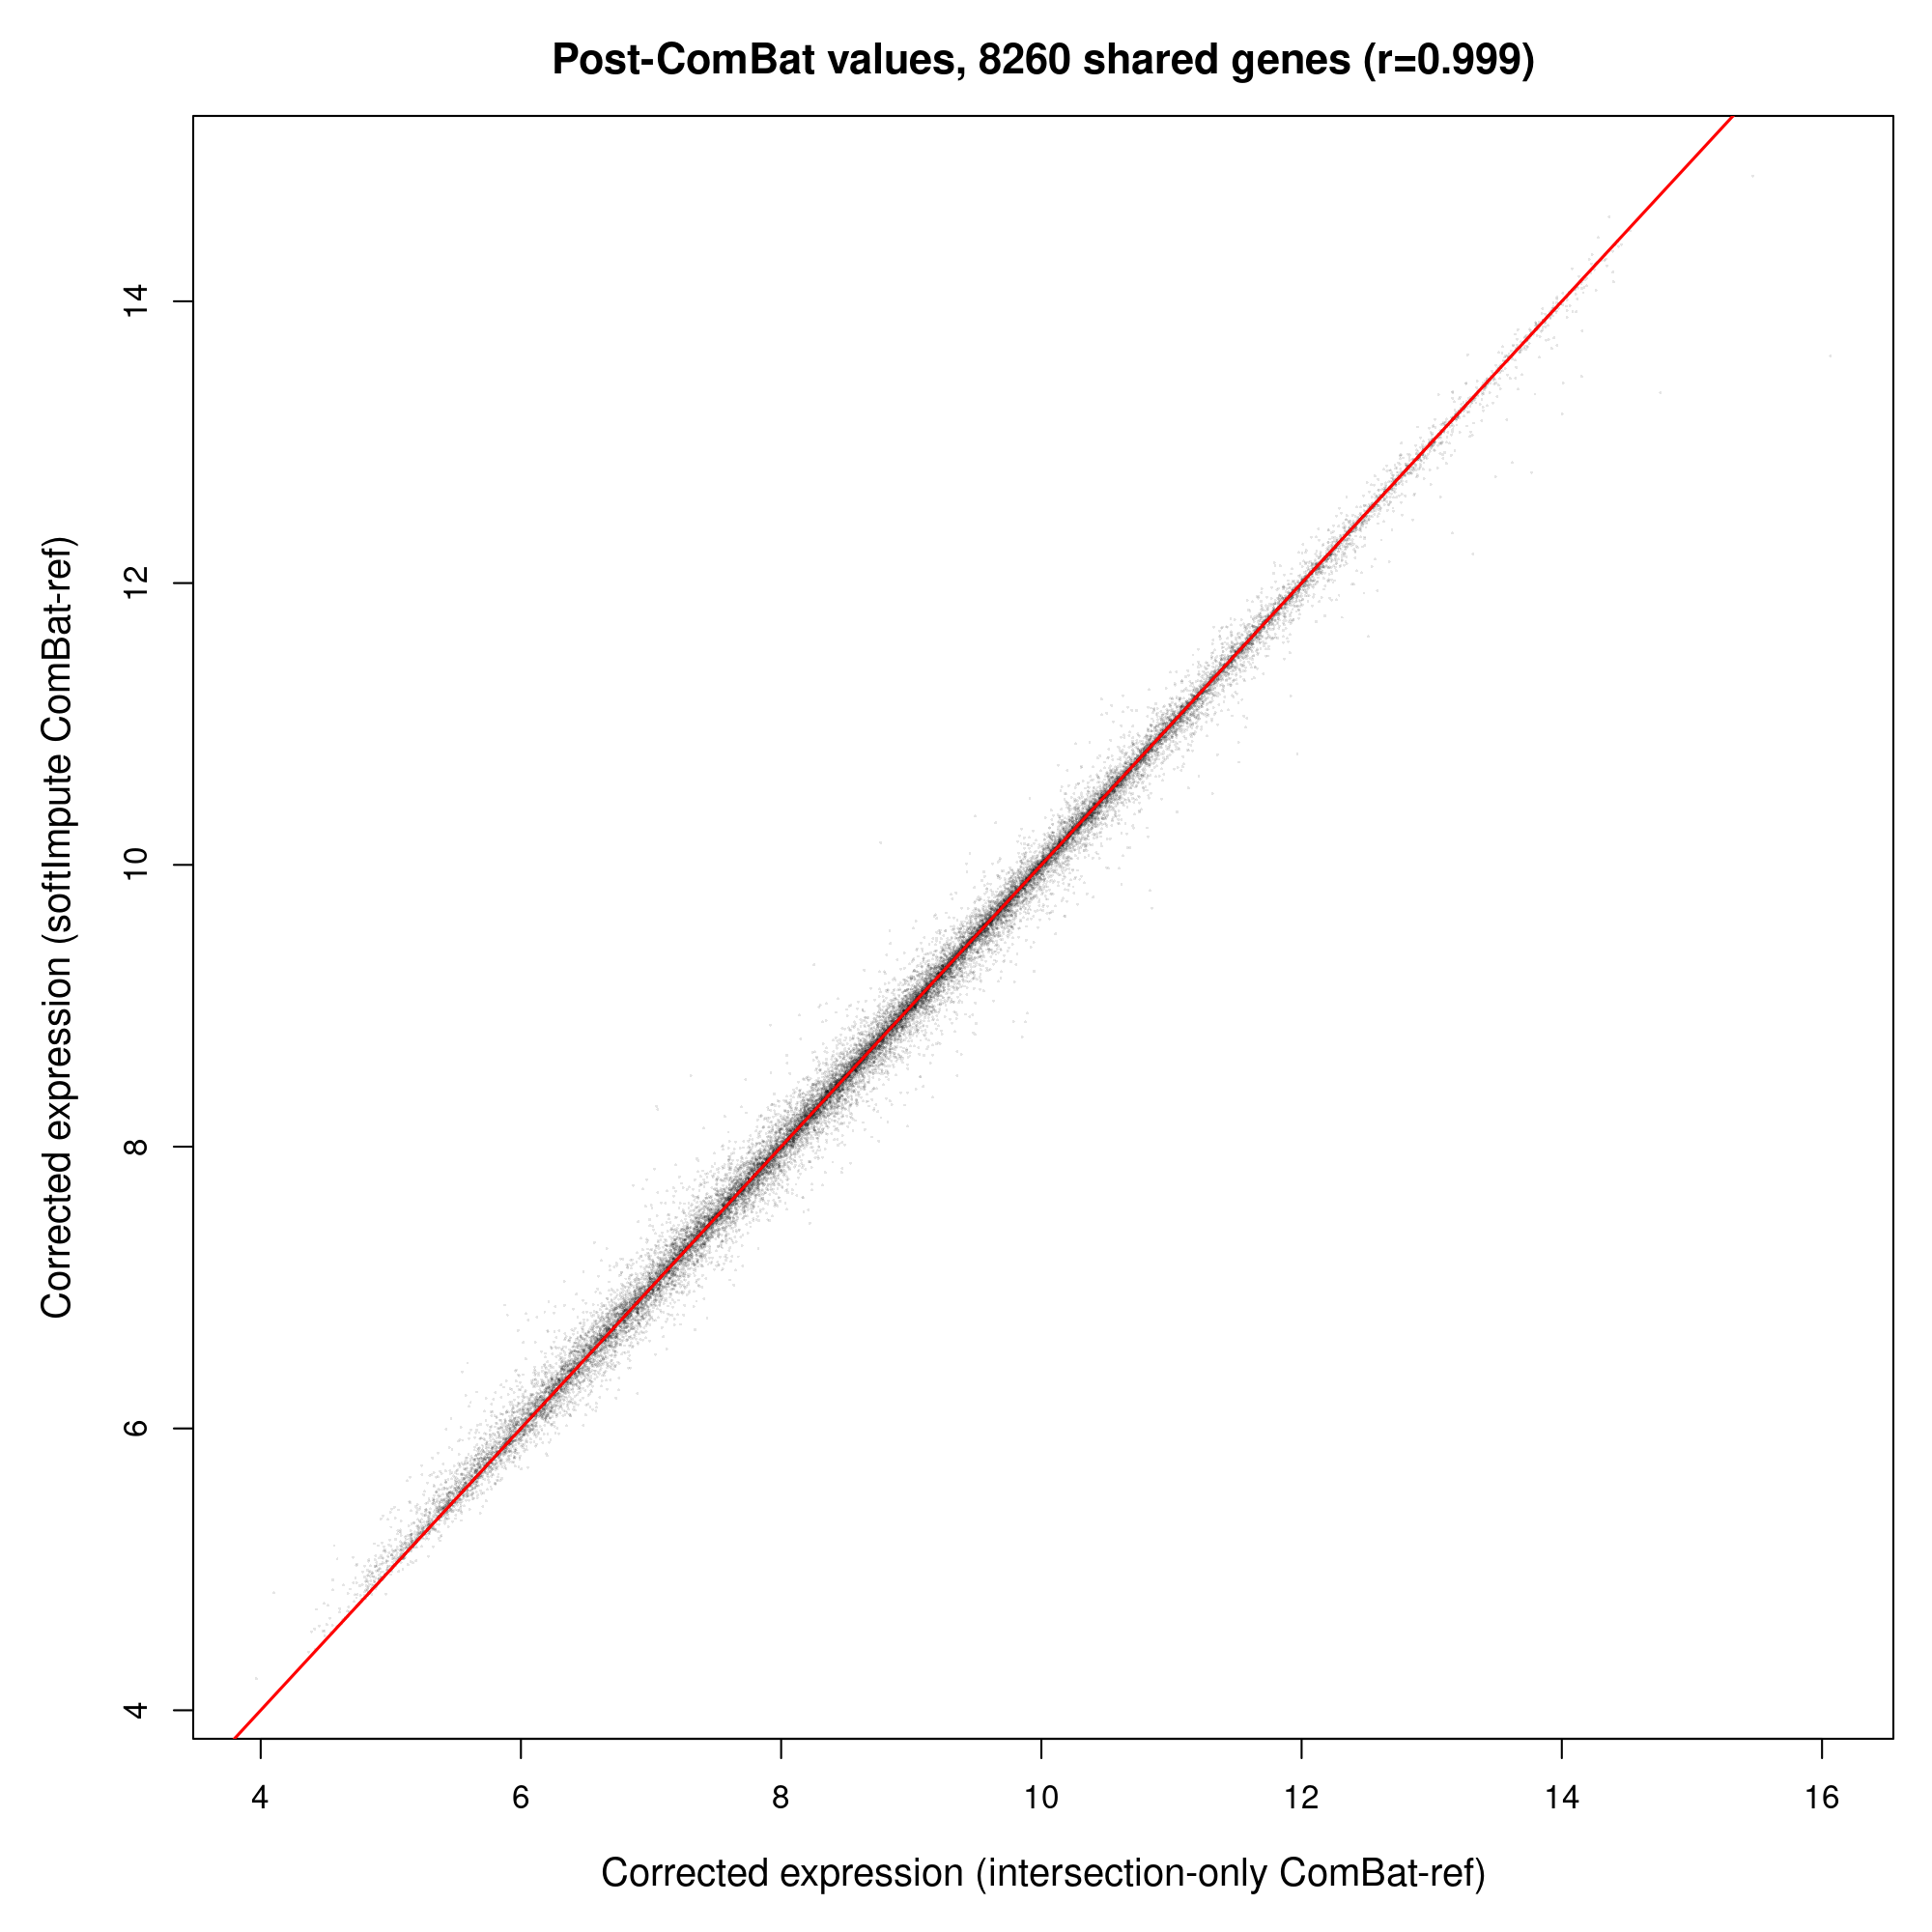 Post-ComBat values, 8260 shared genes (r=0.999)
Corrected expression (softImpute ComBat-ref)
14
12
10
8
6
4
4 6 8 10 12 14 16
Corrected expression (intersection-only ComBat-ref)